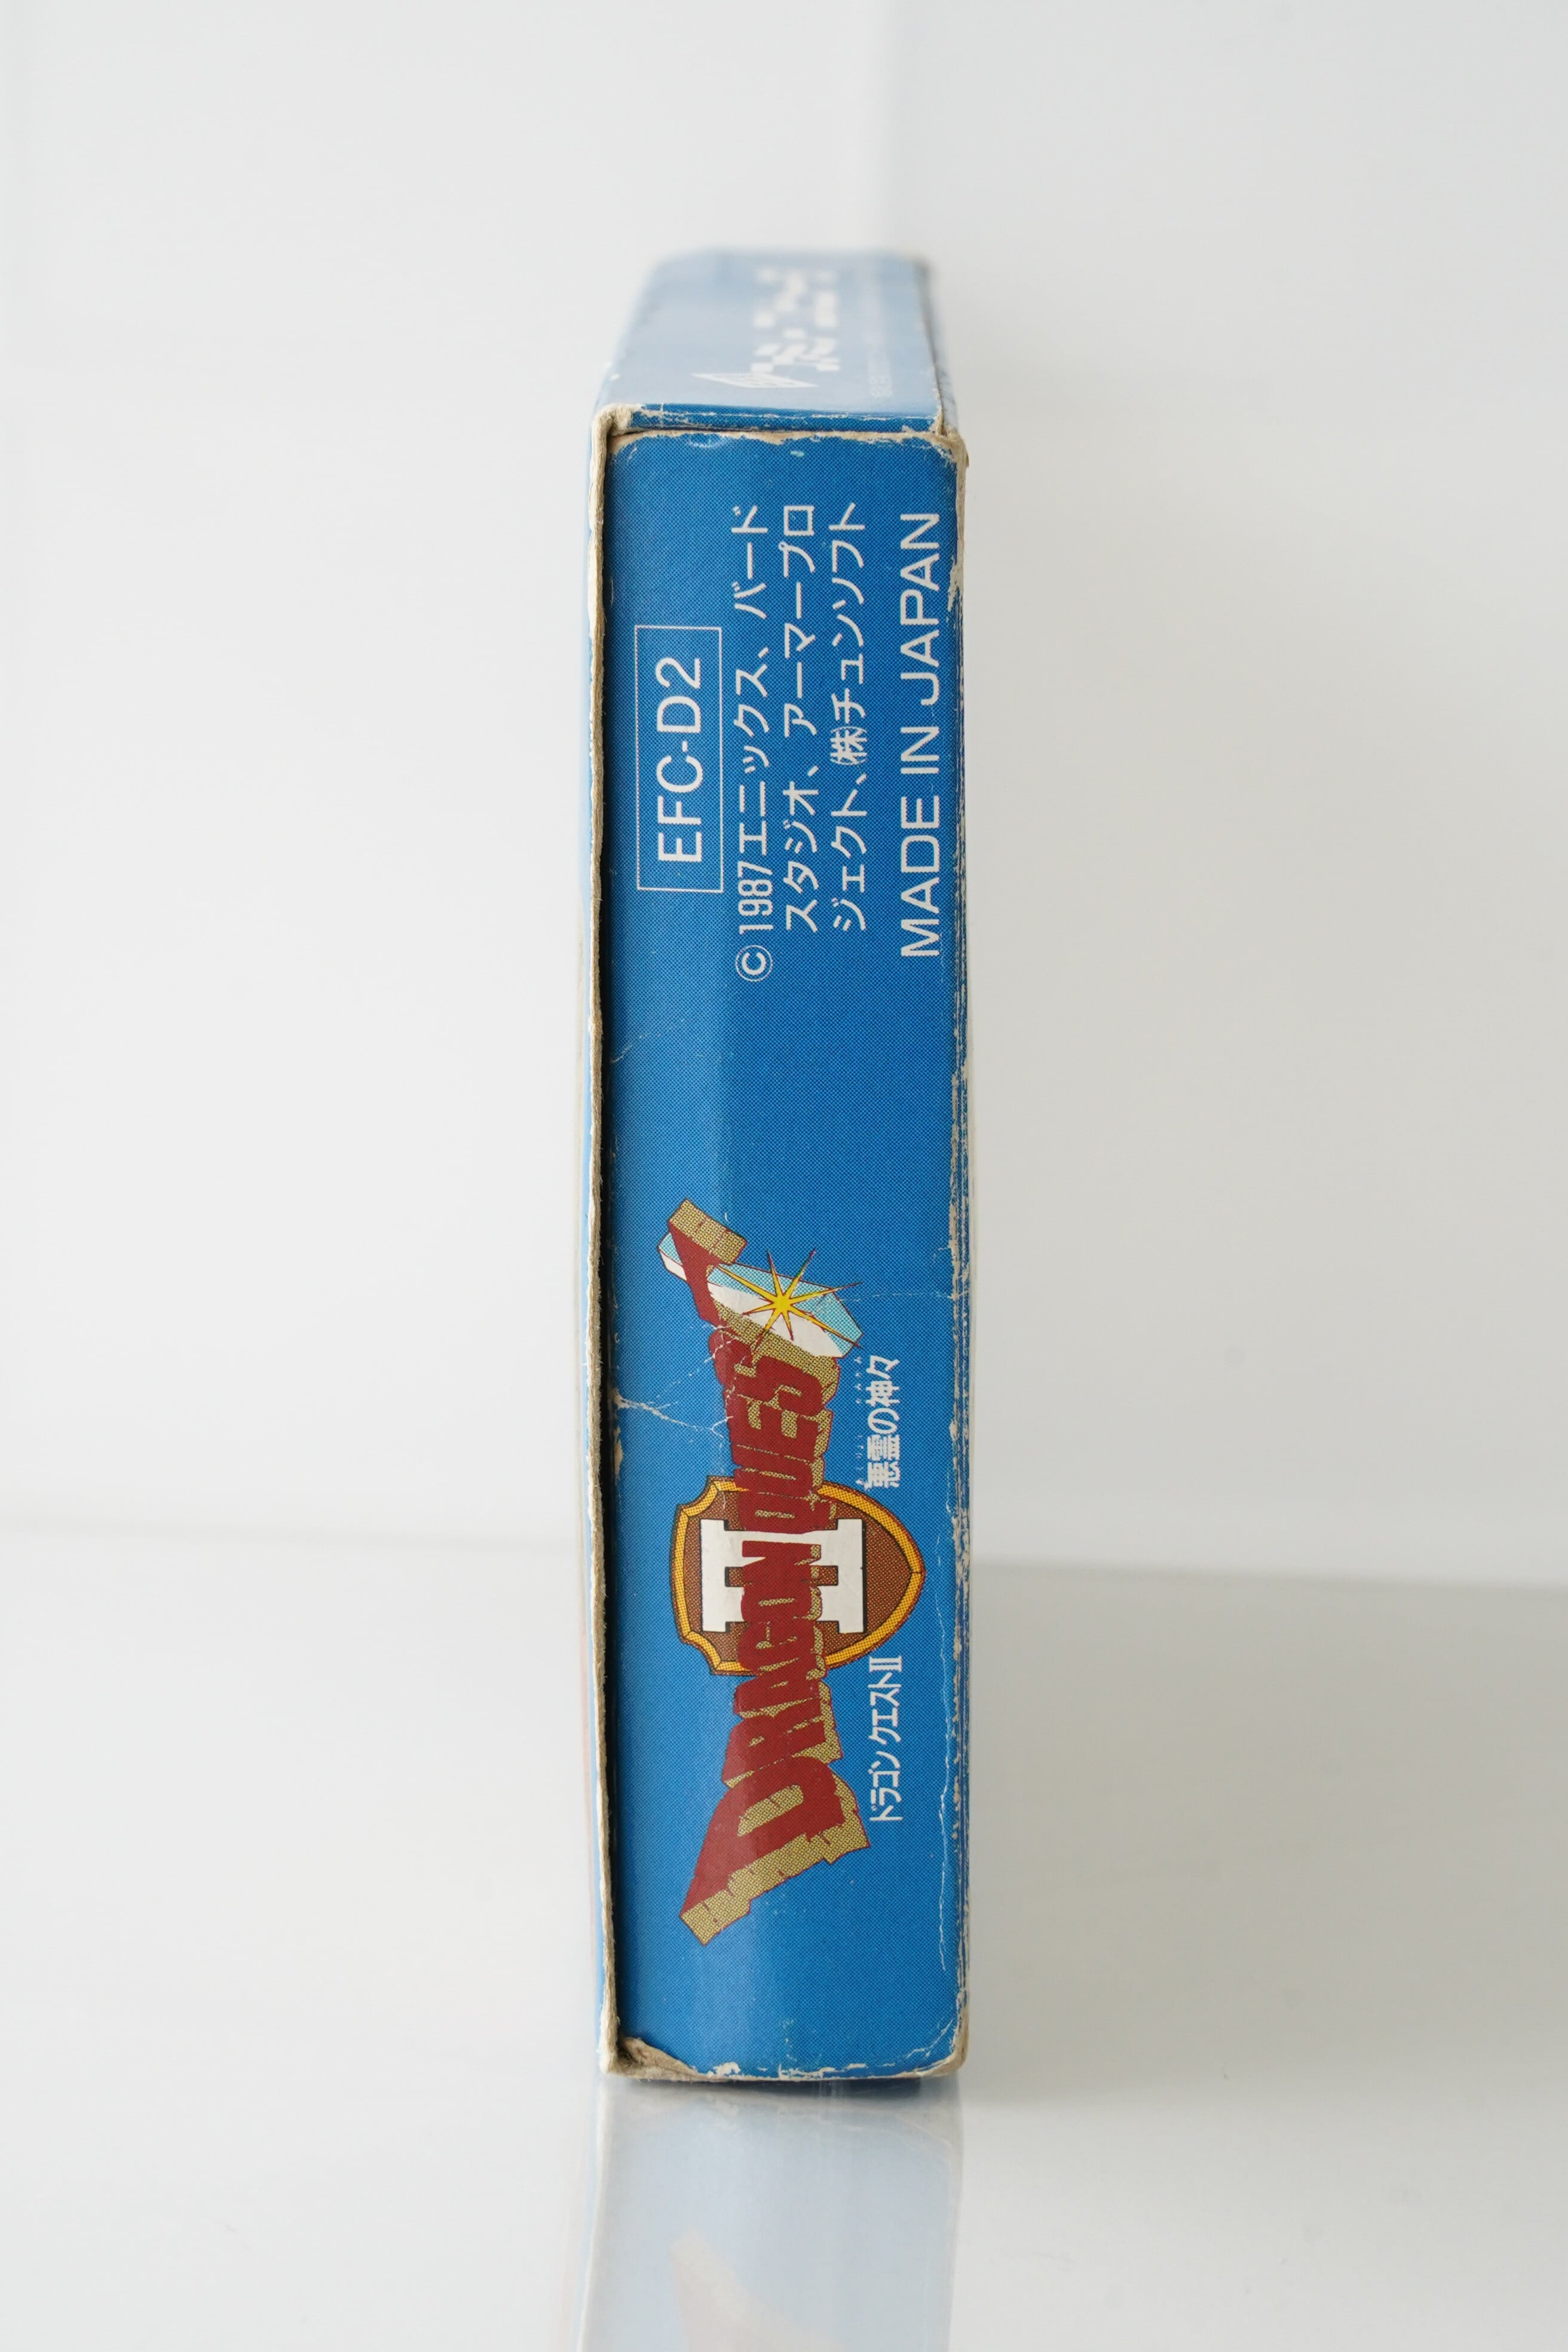 DRAGON QUEST
II
ドラゴンクエストII 悪霊の神々
EFC-D2
© 1987エニックス、バード
スタジオ、アーマープロ
ジェクト、㈱チュンソフト
MADE IN JAPAN